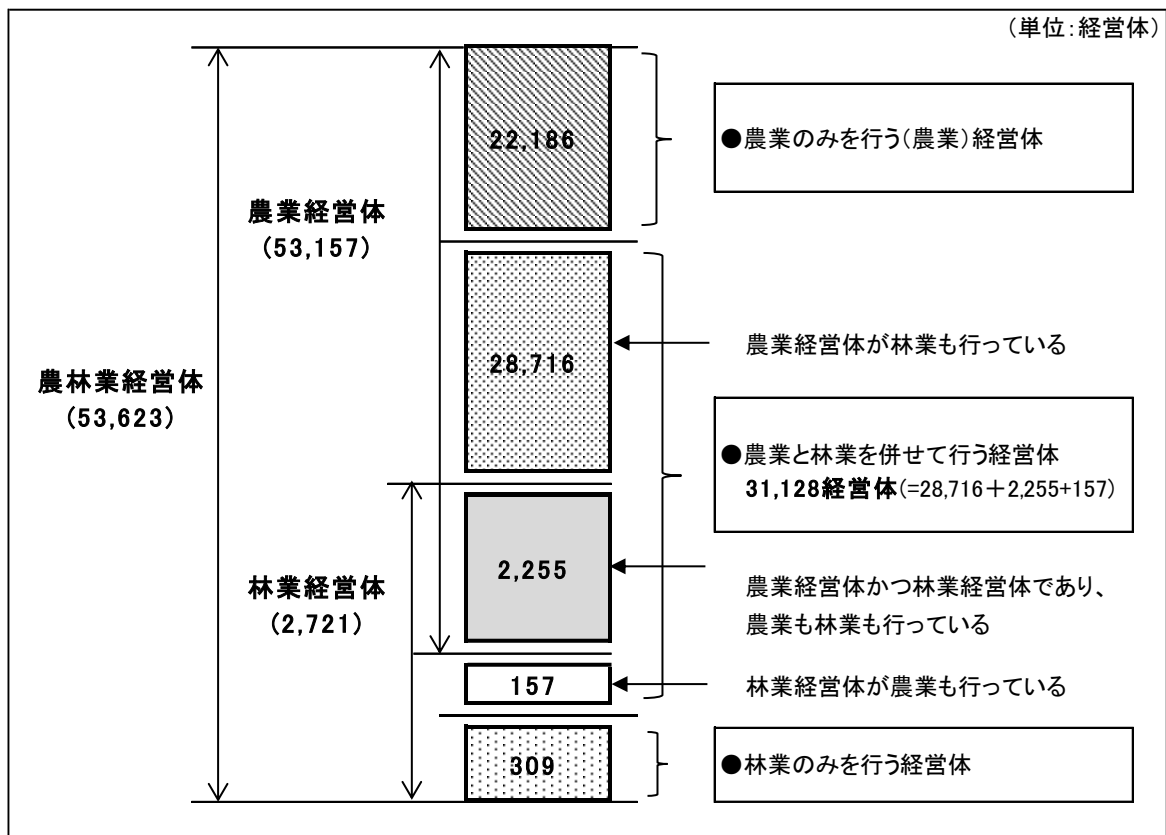 （単位：経営体）
22,186
●農業のみを行う（農業）経営体
農業経営体
（53,157）
28,716
農業経営体が林業も行っている
農林業経営体
（53,623）
●農業と林業を併せて行う経営体
31,128経営体（=28,716＋2,255+157）
2,255
農業経営体かつ林業経営体であり、
農業も林業も行っている
林業経営体
（2,721）
157
林業経営体が農業も行っている
309
●林業のみを行う経営体